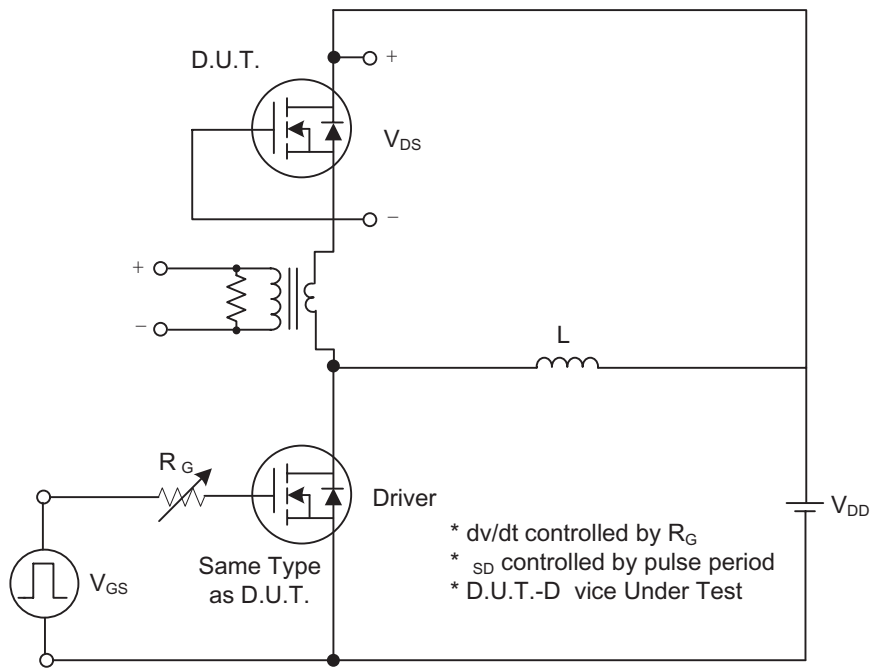 D.U.T.
+
V_DS
−
+
−
L
R_G
Driver
V_DD
V_GS
Same Type
as D.U.T.
* dv/dt controlled by R_G
* _SD controlled by pulse period
* D.U.T.-D vice Under Test